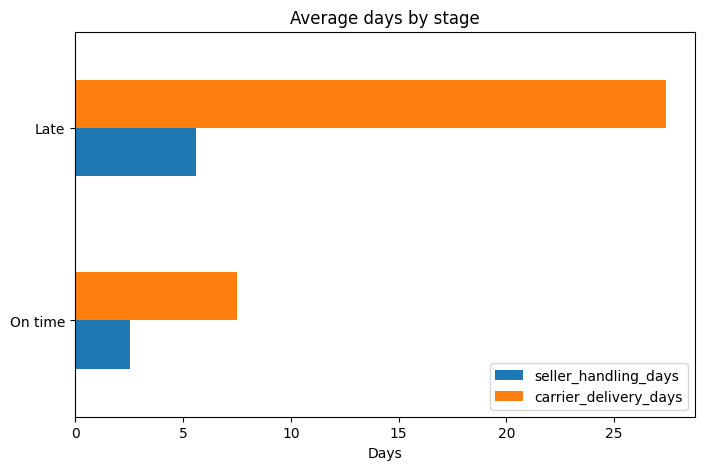 Average days by stage
Late
On time
seller_handling_days
carrier_delivery_days
0 5 10 15 20 25
Days